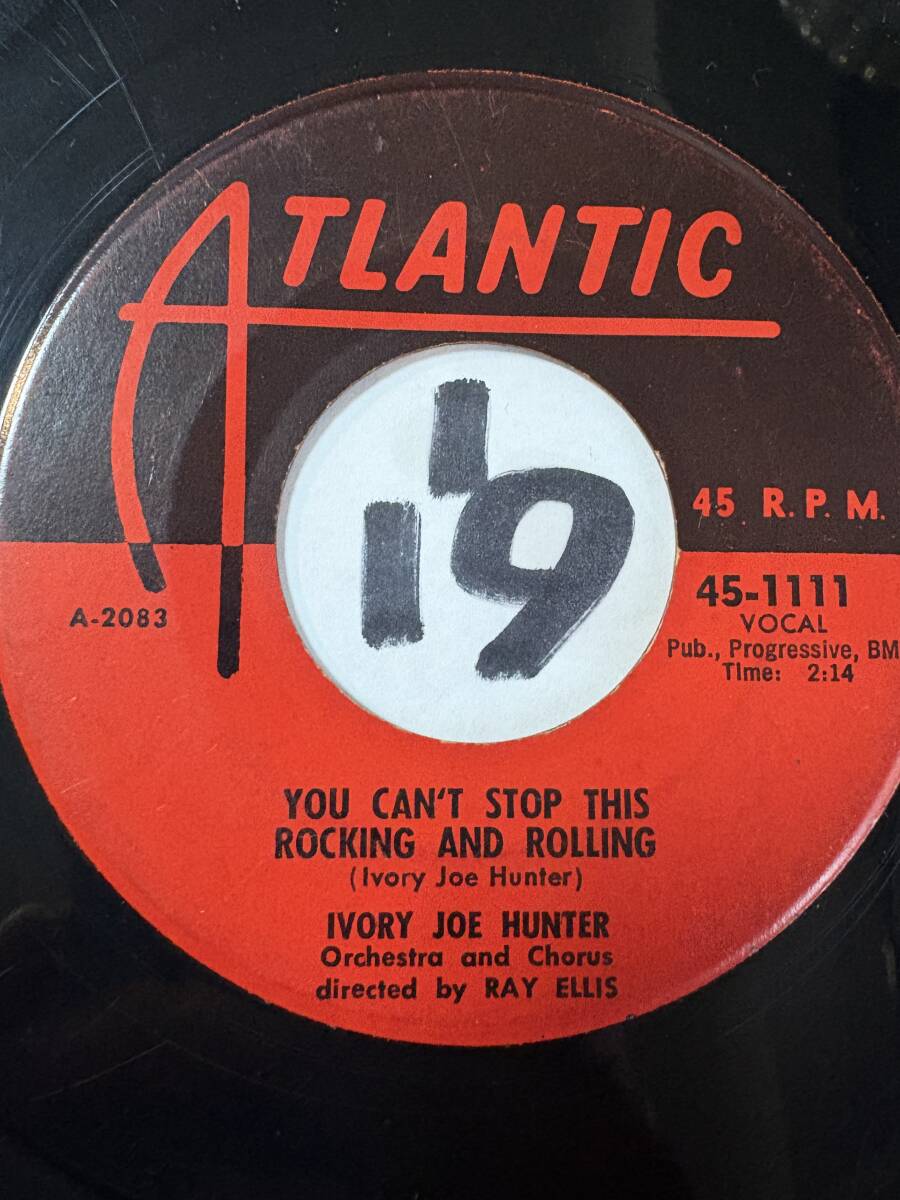 ATLANTIC
119
45 R.P.M.
A-2083
45-1111
VOCAL
Pub., Progressive, BM
Time: 2:14
YOU CAN'T STOP THIS
ROCKING AND ROLLING
(Ivory Joe Hunter)
IVORY JOE HUNTER
Orchestra and Chorus
directed by RAY ELLIS